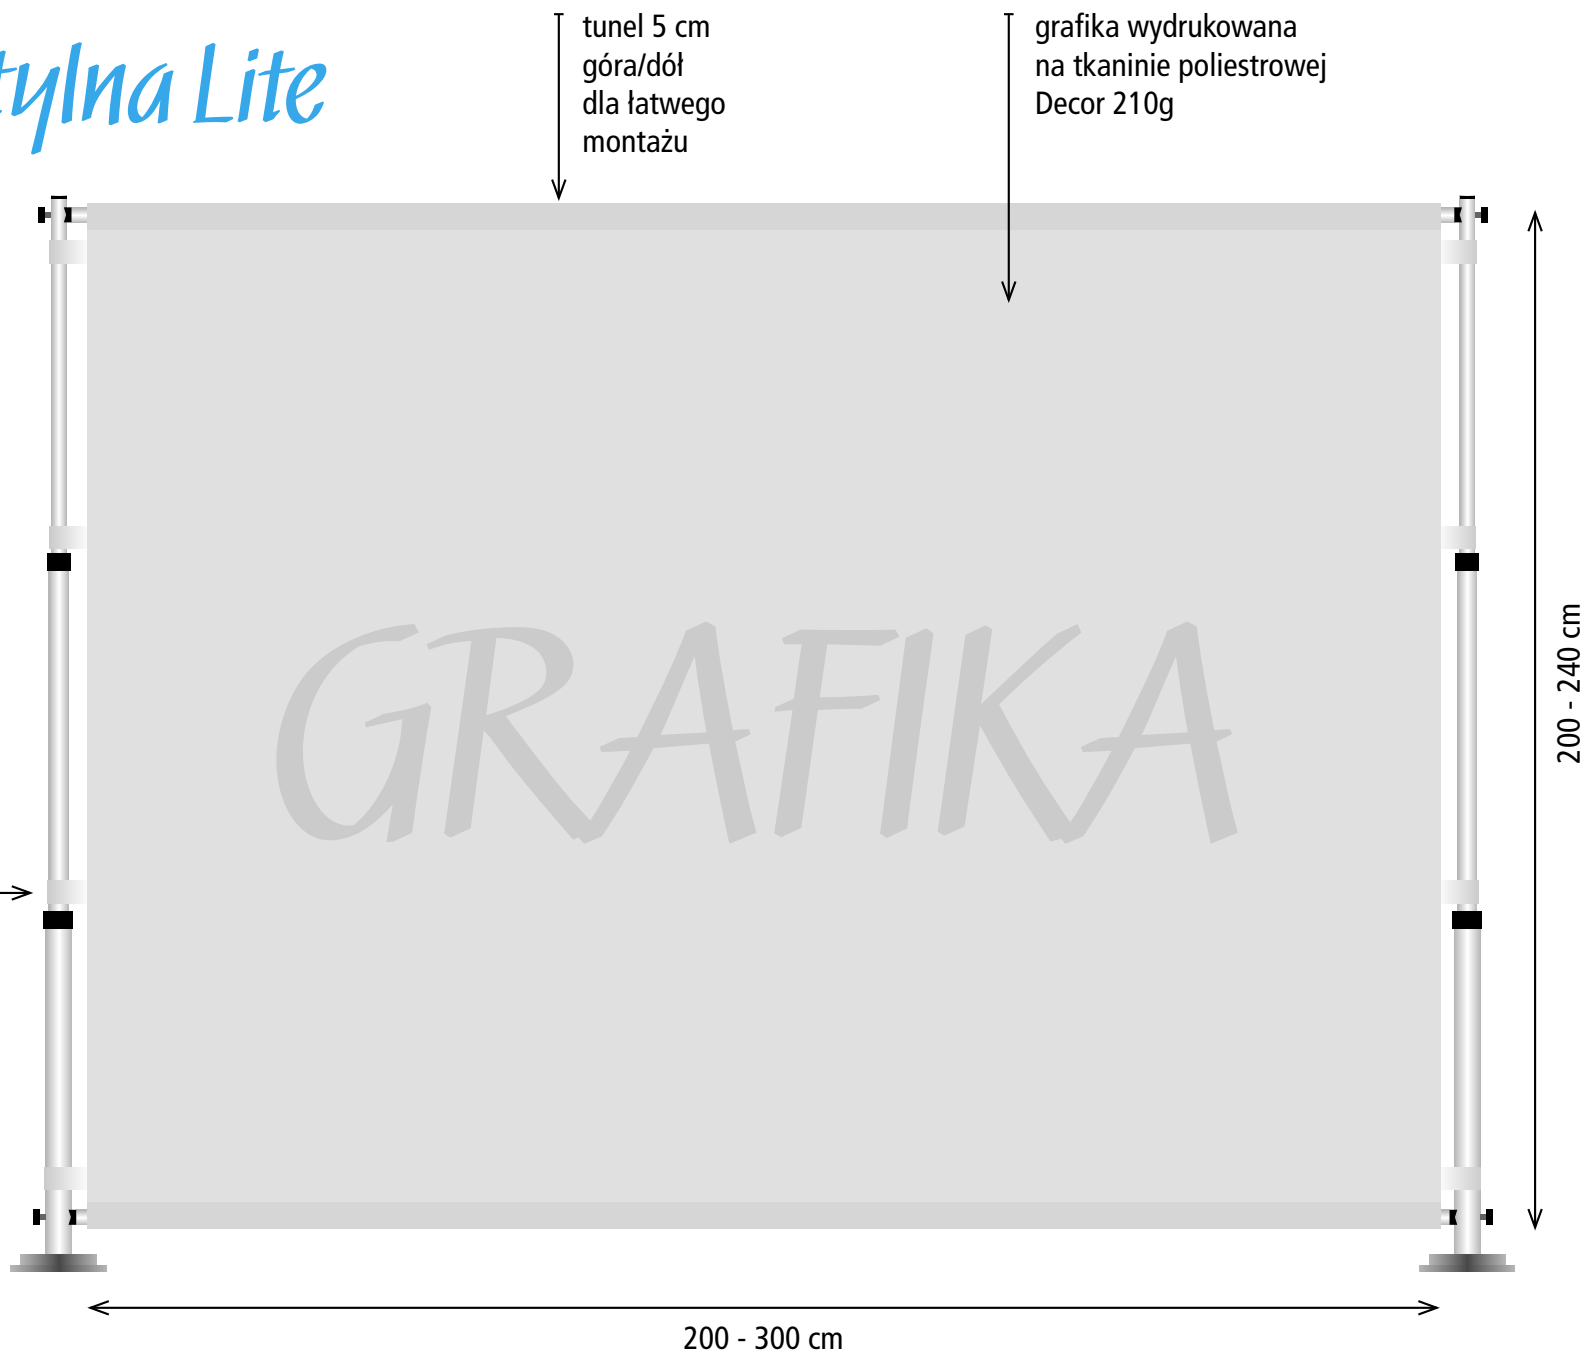 tylna Lite
tunel 5 cm
góra/dół
dla łatwego
montażu
grafika wydrukowana
na tkaninie poliestrowej
Decor 210g
GRAFIKA
200 - 240 cm
200 - 300 cm